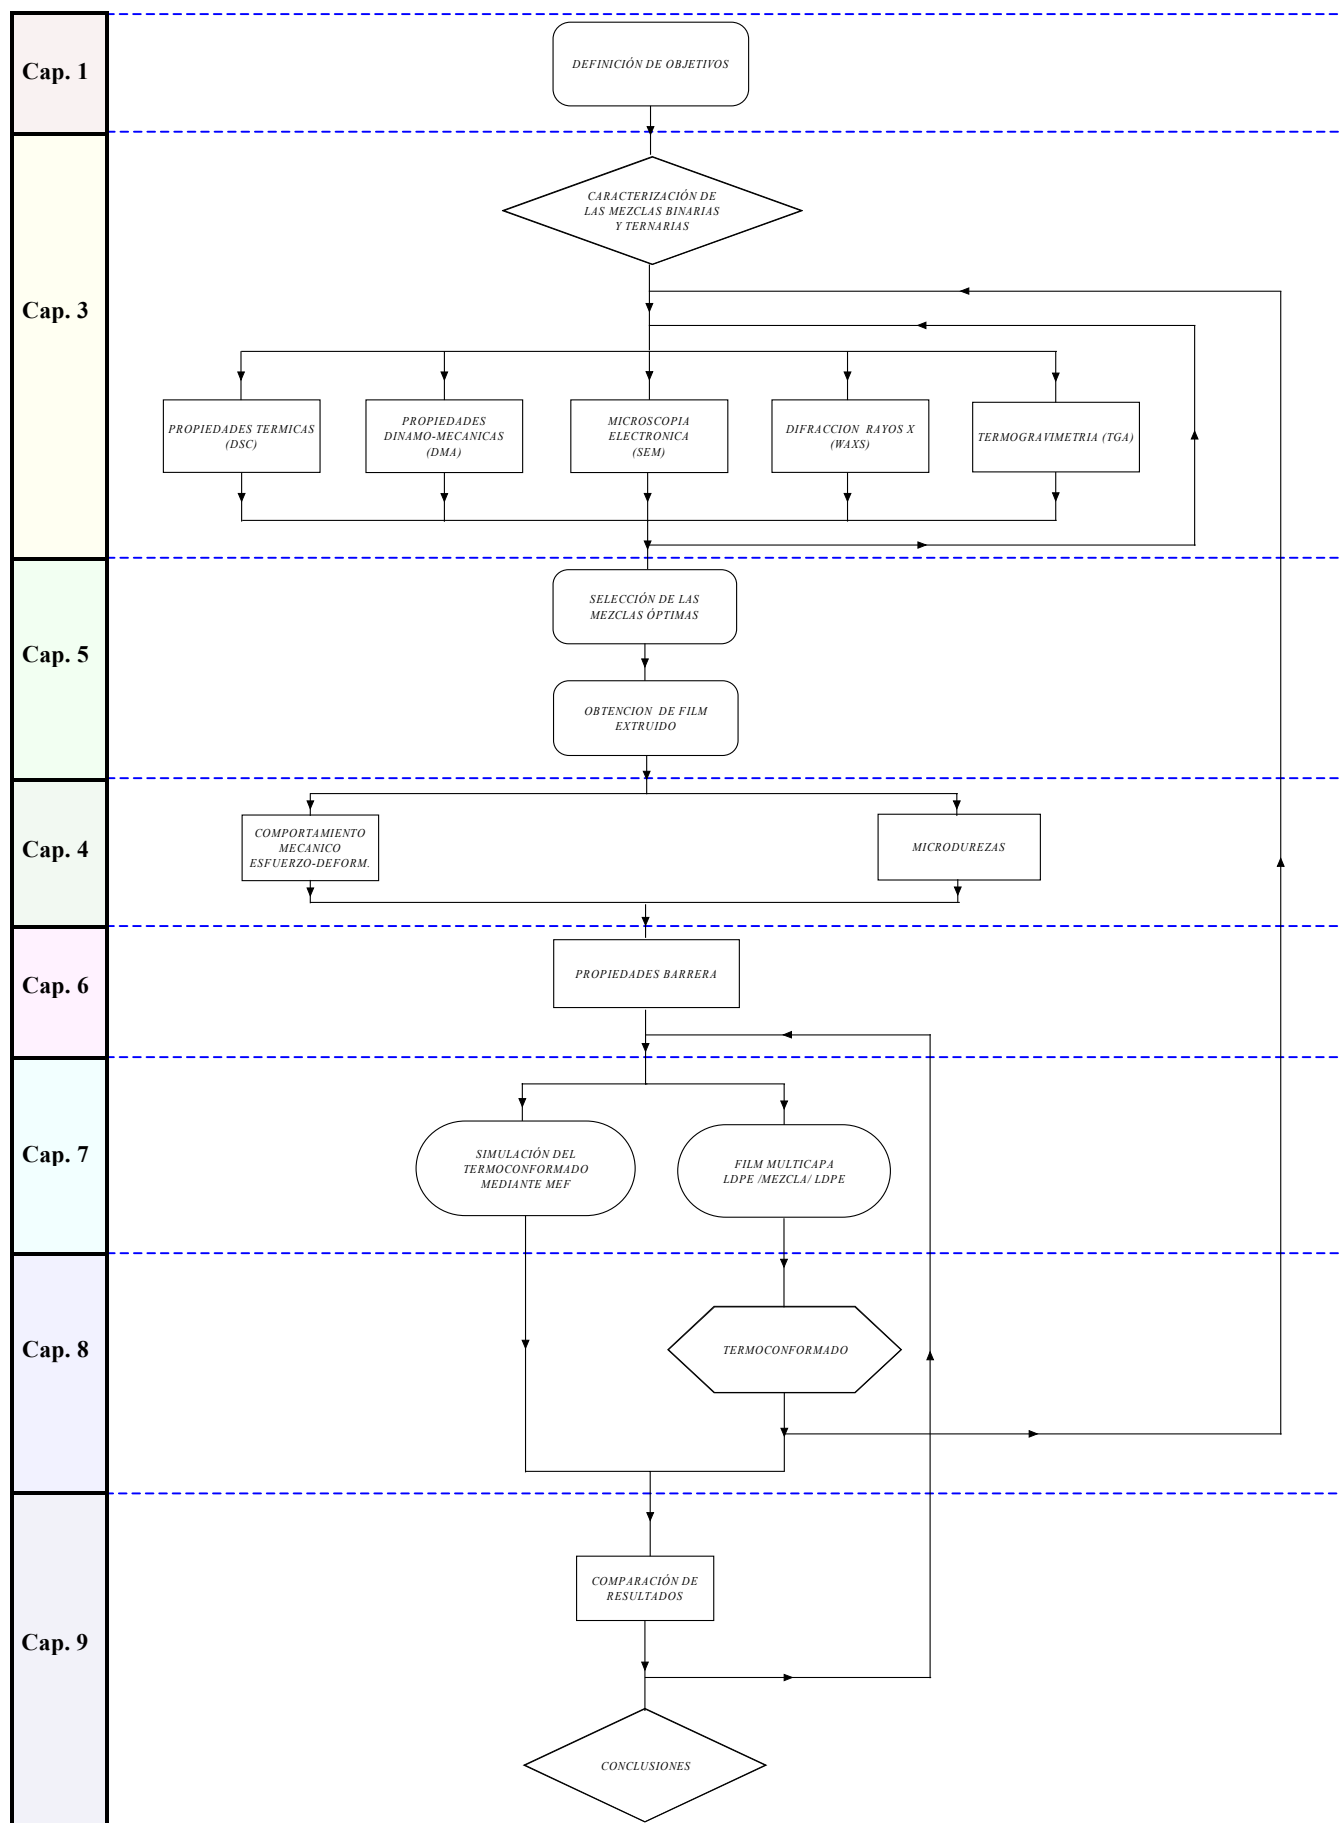 Cap. 1
DEFINICIÓN DE OBJETIVOS
Cap. 3
CARACTERIZACIÓN DE
LAS MEZCLAS BINARIAS
Y TERNARIAS
PROPIEDADES TERMICAS
(DSC)
PROPIEDADES
DINAMO-MECANICAS
(DMA)
MICROSCOPIA
ELECTRONICA
(SEM)
DIFRACCION RAYOS X
(WAXS)
TERMOGRAVIMETRIA (TGA)
Cap. 5
SELECCIÓN DE LAS
MEZCLAS ÓPTIMAS
OBTENCION DE FILM
EXTRUIDO
Cap. 4
COMPORTAMIENTO
MECANICO
ESFUERZO-DEFORM.
MICRODUREZAS
Cap. 6
PROPIEDADES BARRERA
Cap. 7
SIMULACIÓN DEL
TERMOCONFORMADO
MEDIANTE MEF
FILM MULTICAPA
LDPE /MEZCLA/ LDPE
Cap. 8
TERMOCONFORMADO
Cap. 9
COMPARACIÓN DE
RESULTADOS
CONCLUSIONES